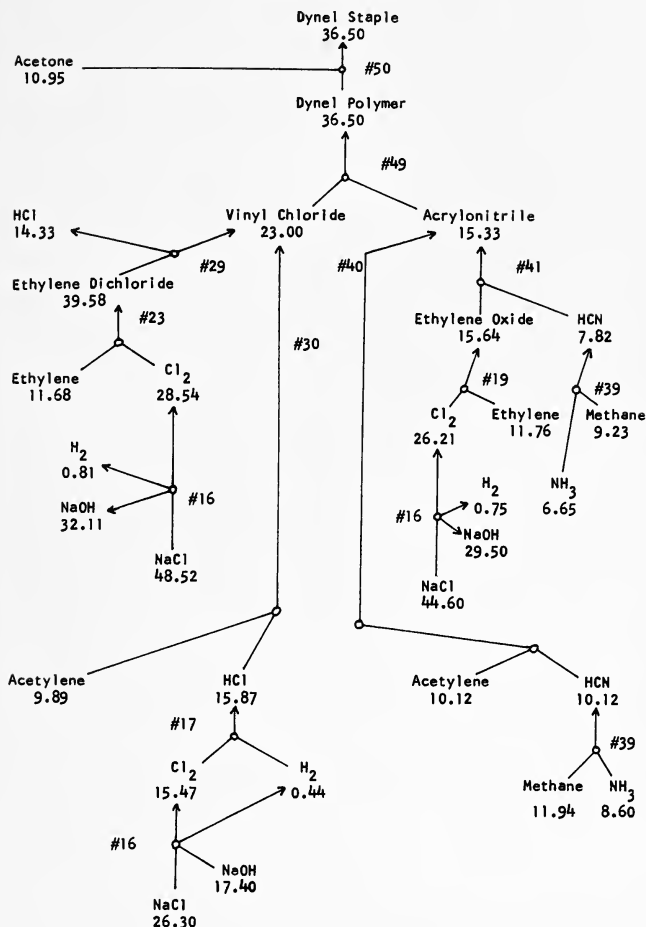 Dynel Staple
36.50
Acetone
10.95
#50
Dynel Polymer
36.50
#49
HCl
14.33
Vinyl Chloride
23.00
Acrylonitrile
15.33
#29
#40
#41
Ethylene Dichloride
39.58
#23
#30
Ethylene Oxide
15.64
HCN
7.82
Ethylene
11.68
Cl2
28.54
#19
#39
Cl2
26.21
Ethylene
11.76
Methane
9.23
H2
0.81
NaOH
32.11
#16
H2
0.75
NH3
6.65
#16
NaOH
29.50
NaCl
48.52
NaCl
44.60
Acetylene
9.89
HCl
15.87
Acetylene
10.12
HCN
10.12
#17
#39
Cl2
15.47
H2
0.44
Methane
11.94
NH3
8.60
#16
NaOH
17.40
NaCl
26.30